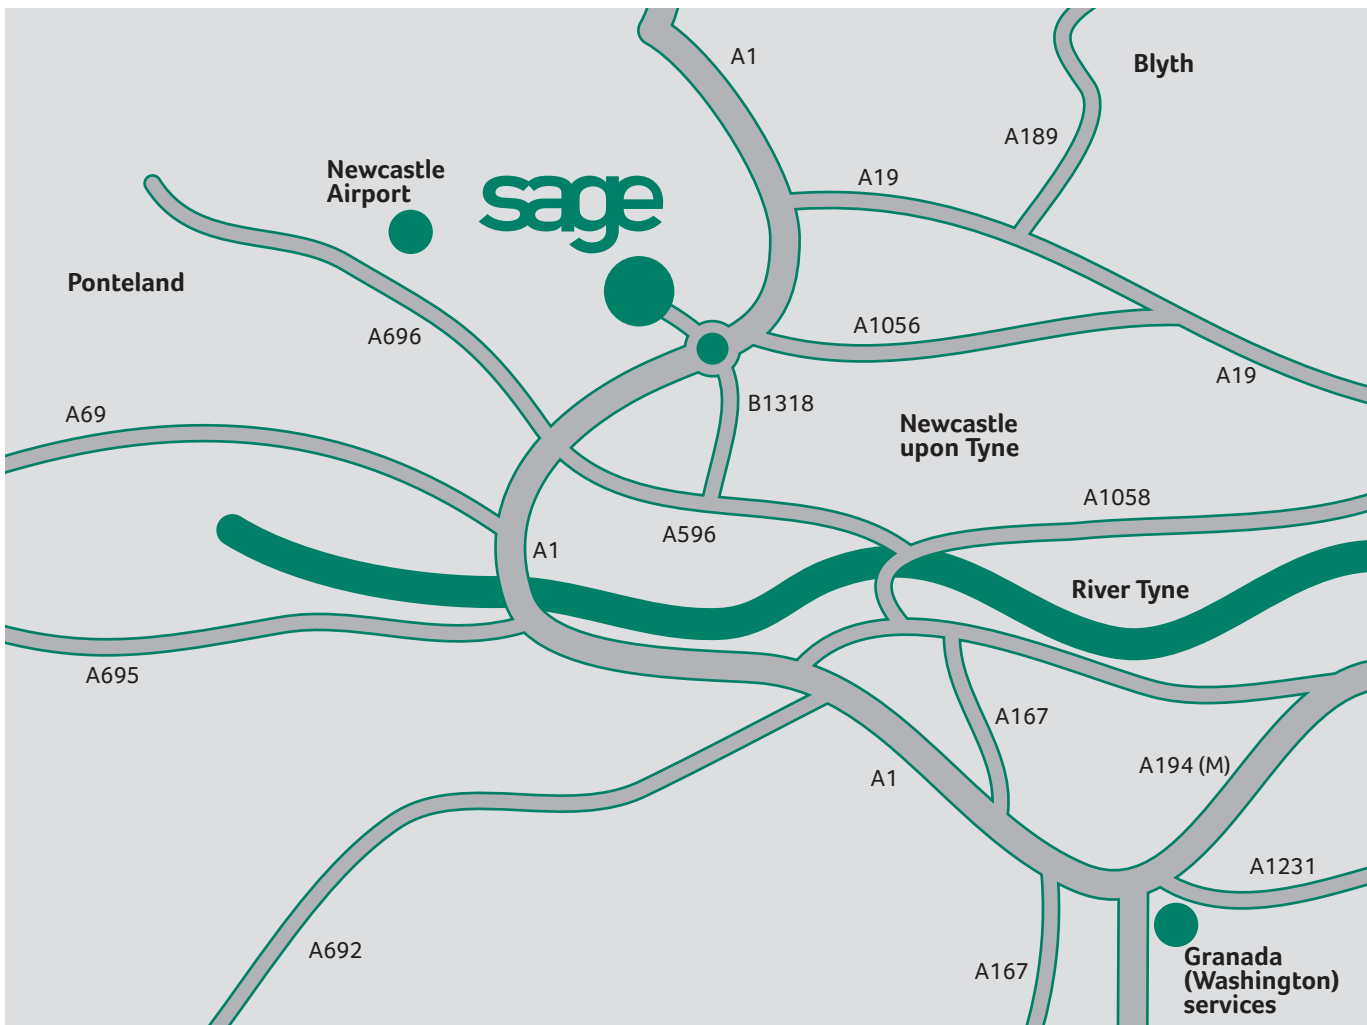 A1
Blyth
A189
Newcastle
Airport
sage
A19
Ponteland
A696
A1056
A19
B1318
A69
Newcastle
upon Tyne
A1058
A596
A1
River Tyne
A695
A167
A194 (M)
A1
A1231
A692
A167
Granada
(Washington)
services